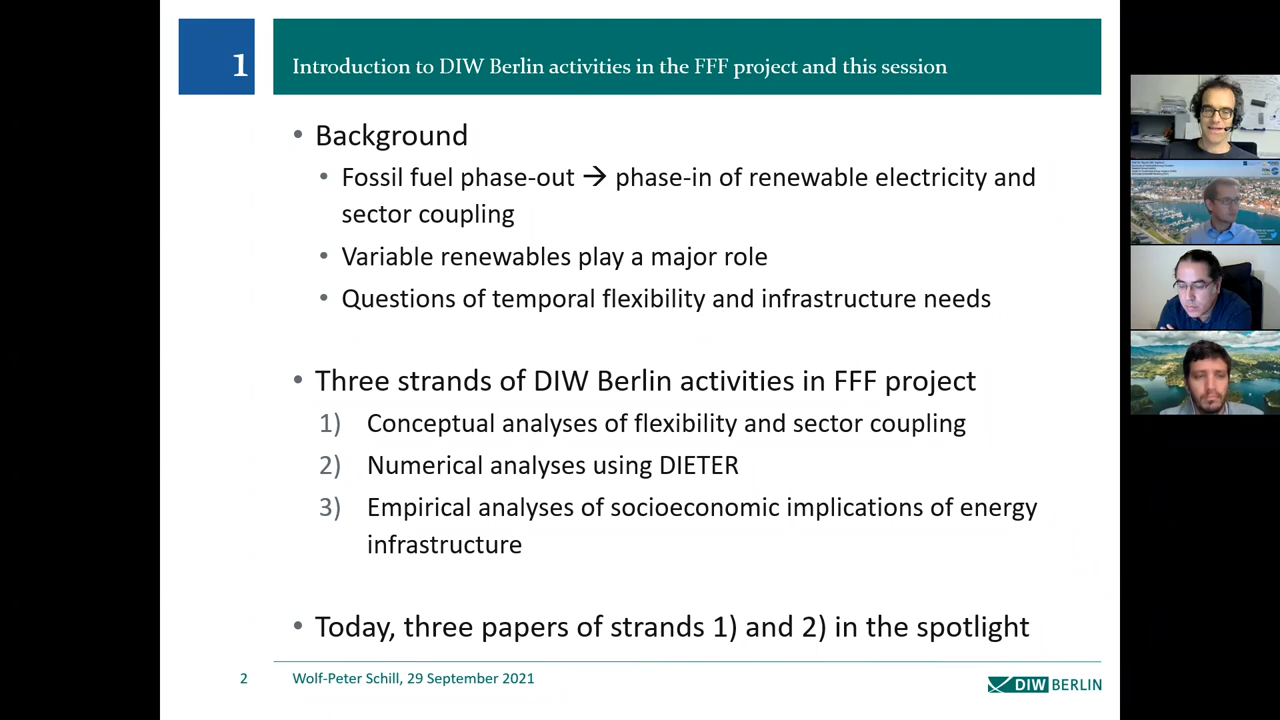 1
Introduction to DIW Berlin activities in the FFF project and this session
• Background
• Fossil fuel phase-out → phase-in of renewable electricity and
sector coupling
• Variable renewables play a major role
• Questions of temporal flexibility and infrastructure needs
• Three strands of DIW Berlin activities in FFF project
1) Conceptual analyses of flexibility and sector coupling
2) Numerical analyses using DIETER
3) Empirical analyses of socioeconomic implications of energy
infrastructure
• Today, three papers of strands 1) and 2) in the spotlight
2
Wolf-Peter Schill, 29 September 2021
DIW BERLIN